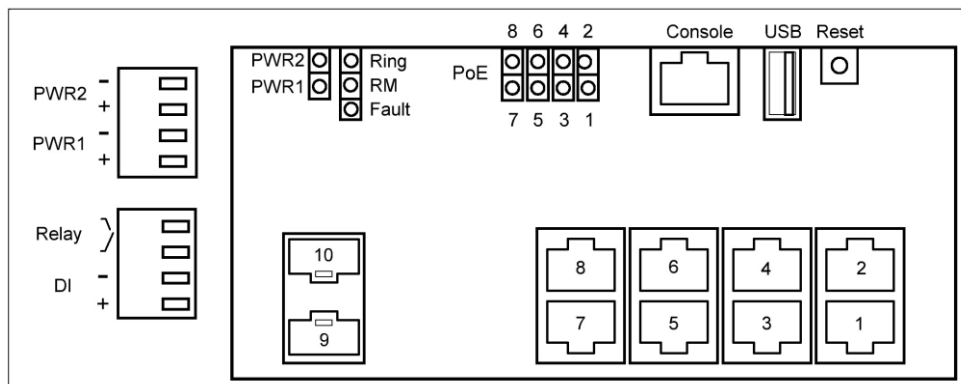 8 6 4 2 Console USB Reset
PWR2 Ring
PoE
PWR1 RM
Fault
7 5 3 1
PWR2 -
+
PWR1 -
+
Relay
DI -
+
10
9
8 6 4 2
7 5 3 1